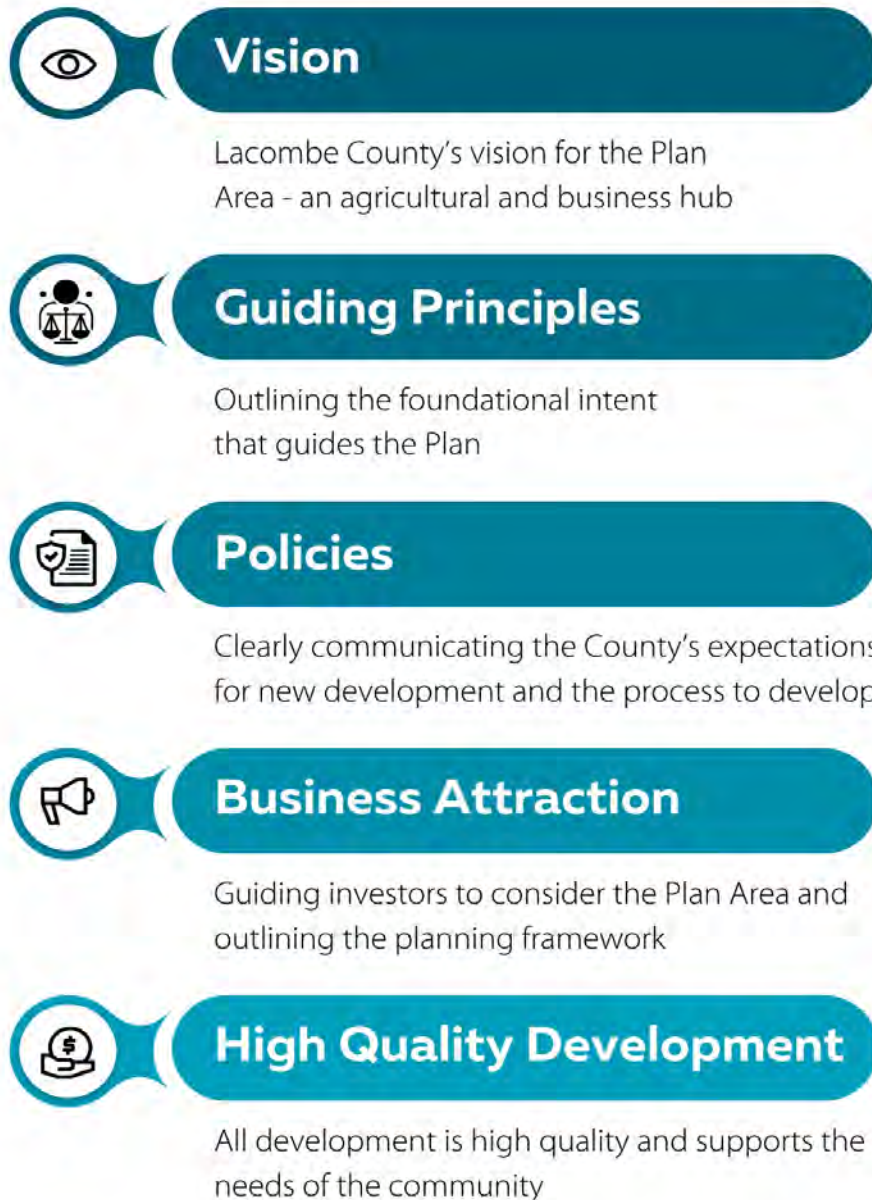 Vision
Lacombe County's vision for the Plan
Area - an agricultural and business hub
Guiding Principles
Outlining the foundational intent
that guides the Plan
Policies
Clearly communicating the County's expectations
for new development and the process to develop
Business Attraction
Guiding investors to consider the Plan Area and
outlining the planning framework
High Quality Development
All development is high quality and supports the
needs of the community